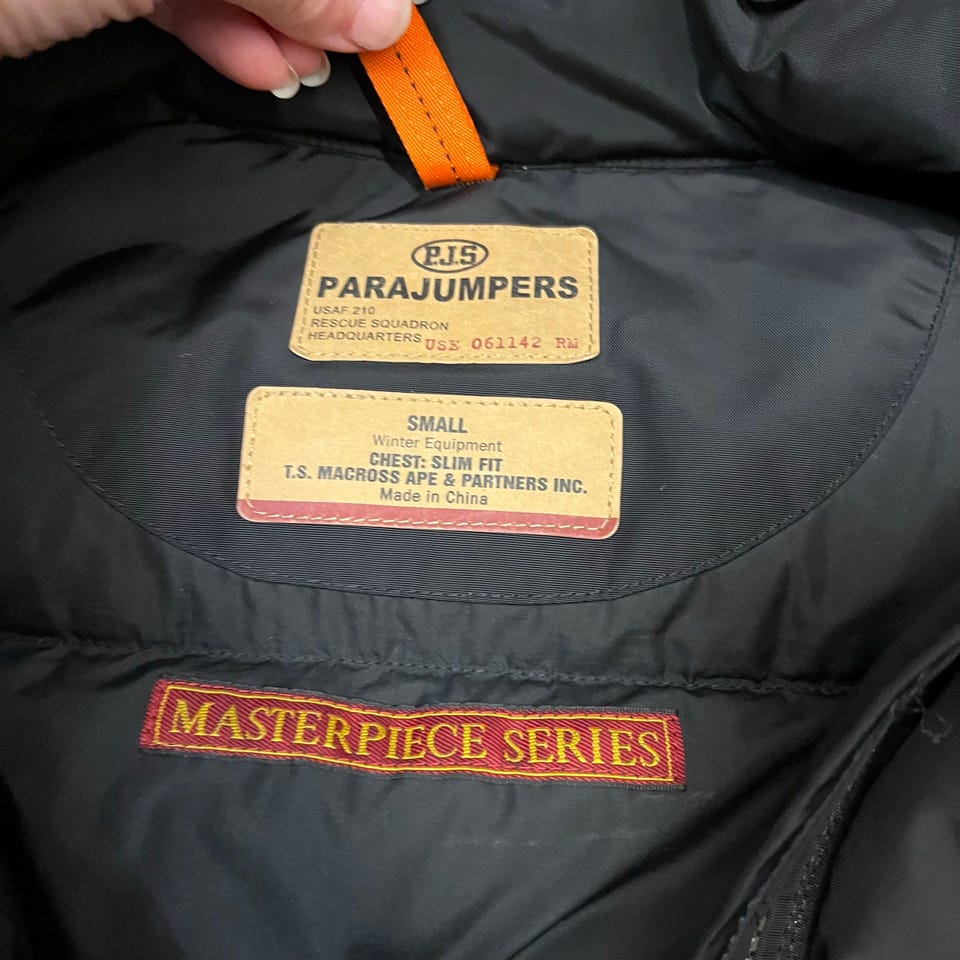 P.J.S
PARAJUMPERS
USAF 210
RESCUE SQUADRON
HEADQUARTERS USE 061142 RM
SMALL
Winter Equipment
CHEST: SLIM FIT
T.S. MACROSS APE & PARTNERS INC.
Made in China
MASTERPIECE SERIES